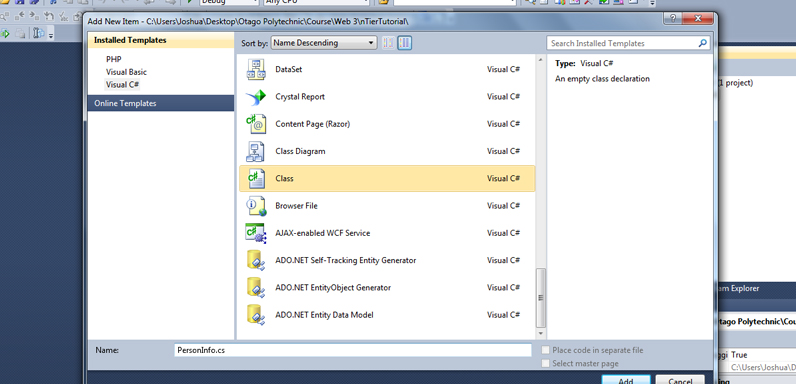 Debug
Any CPU
Add New Item - C:\Users\Joshua\Desktop\Otago Polytechnic\Course\Web 3\nTierTutorial\
Installed Templates
PHP
Visual Basic
Visual C#
Online Templates
Sort by: Name Descending
Search Installed Templates
DataSet Visual C#
Crystal Report Visual C#
Content Page (Razor) Visual C#
Class Diagram Visual C#
Class Visual C#
Browser File Visual C#
AJAX-enabled WCF Service Visual C#
ADO.NET Self-Tracking Entity Generator Visual C#
ADO.NET EntityObject Generator Visual C#
ADO.NET Entity Data Model Visual C#
Type: Visual C#
An empty class declaration
Name: PersonInfo.cs
Place code in separate file
Select master page
Add Cancel
(1 project)
am Explorer
tago Polytechnic\Cou
ggi True
C:\Users\Joshua\D